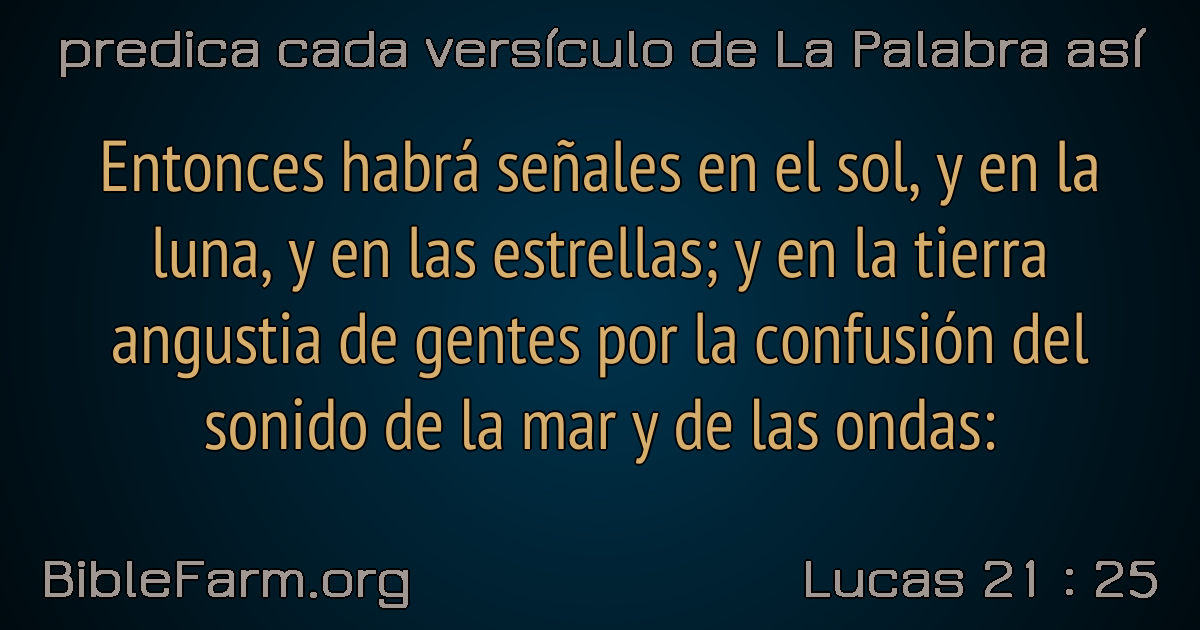 predica cada versículo de La Palabra así
Entonces habrá señales en el sol, y en la
luna, y en las estrellas; y en la tierra
angustia de gentes por la confusión del
sonido de la mar y de las ondas:
BibleFarm.org
Lucas 21 : 25